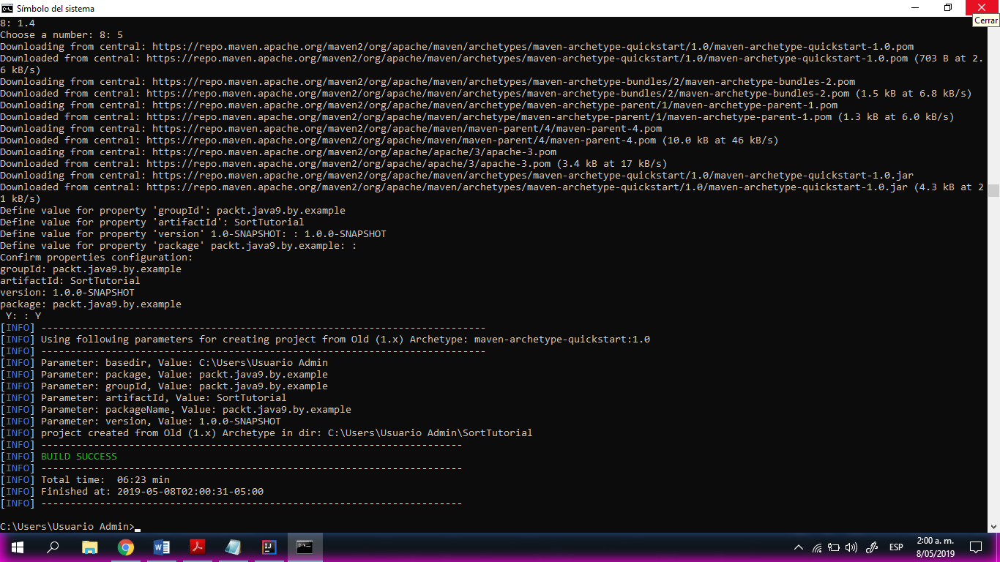 Símbolo del sistema
Cerrar
8: 1.4
Choose a number: 8: 5
Downloading from central: https://repo.maven.apache.org/maven2/org/apache/maven/archetypes/maven-archetype-quickstart/1.0/maven-archetype-quickstart-1.0.pom
Downloaded from central: https://repo.maven.apache.org/maven2/org/apache/maven/archetypes/maven-archetype-quickstart/1.0/maven-archetype-quickstart-1.0.pom (703 B at 2.
6 kB/s)
Downloading from central: https://repo.maven.apache.org/maven2/org/apache/maven/archetypes/maven-archetype-bundles/2/maven-archetype-bundles-2.pom
Downloaded from central: https://repo.maven.apache.org/maven2/org/apache/maven/archetypes/maven-archetype-bundles/2/maven-archetype-bundles-2.pom (1.5 kB at 6.8 kB/s)
Downloading from central: https://repo.maven.apache.org/maven2/org/apache/maven/archetype/maven-archetype-parent/1/maven-archetype-parent-1.pom
Downloaded from central: https://repo.maven.apache.org/maven2/org/apache/maven/archetype/maven-archetype-parent/1/maven-archetype-parent-1.pom (1.3 kB at 6.0 kB/s)
Downloading from central: https://repo.maven.apache.org/maven2/org/apache/maven/maven-parent/4/maven-parent-4.pom
Downloaded from central: https://repo.maven.apache.org/maven2/org/apache/maven/maven-parent/4/maven-parent-4.pom (10.0 kB at 46 kB/s)
Downloading from central: https://repo.maven.apache.org/maven2/org/apache/apache/3/apache-3.pom
Downloaded from central: https://repo.maven.apache.org/maven2/org/apache/apache/3/apache-3.pom (3.4 kB at 17 kB/s)
Downloading from central: https://repo.maven.apache.org/maven2/org/apache/maven/archetypes/maven-archetype-quickstart/1.0/maven-archetype-quickstart-1.0.jar
Downloaded from central: https://repo.maven.apache.org/maven2/org/apache/maven/archetypes/maven-archetype-quickstart/1.0/maven-archetype-quickstart-1.0.jar (4.3 kB at 2
1 kB/s)
Define value for property 'groupId': packt.java9.by.example
Define value for property 'artifactId': SortTutorial
Define value for property 'version' 1.0-SNAPSHOT: : 1.0.0-SNAPSHOT
Define value for property 'package' packt.java9.by.example: :
Confirm properties configuration:
groupId: packt.java9.by.example
artifactId: SortTutorial
version: 1.0.0-SNAPSHOT
package: packt.java9.by.example
 Y: : Y
[INFO] ----------------------------------------------------------------------------
[INFO] Using following parameters for creating project from Old (1.x) Archetype: maven-archetype-quickstart:1.0
[INFO] ----------------------------------------------------------------------------
[INFO] Parameter: basedir, Value: C:\Users\Usuario Admin
[INFO] Parameter: package, Value: packt.java9.by.example
[INFO] Parameter: groupId, Value: packt.java9.by.example
[INFO] Parameter: artifactId, Value: SortTutorial
[INFO] Parameter: packageName, Value: packt.java9.by.example
[INFO] Parameter: version, Value: 1.0.0-SNAPSHOT
[INFO] project created from Old (1.x) Archetype in dir: C:\Users\Usuario Admin\SortTutorial
[INFO] ------------------------------------------------------------------------
[INFO] BUILD SUCCESS
[INFO] ------------------------------------------------------------------------
[INFO] Total time:  06:23 min
[INFO] Finished at: 2019-05-08T02:00:31-05:00
[INFO] ------------------------------------------------------------------------
C:\Users\Usuario Admin>
ESP
2:00 a. m.
8/05/2019